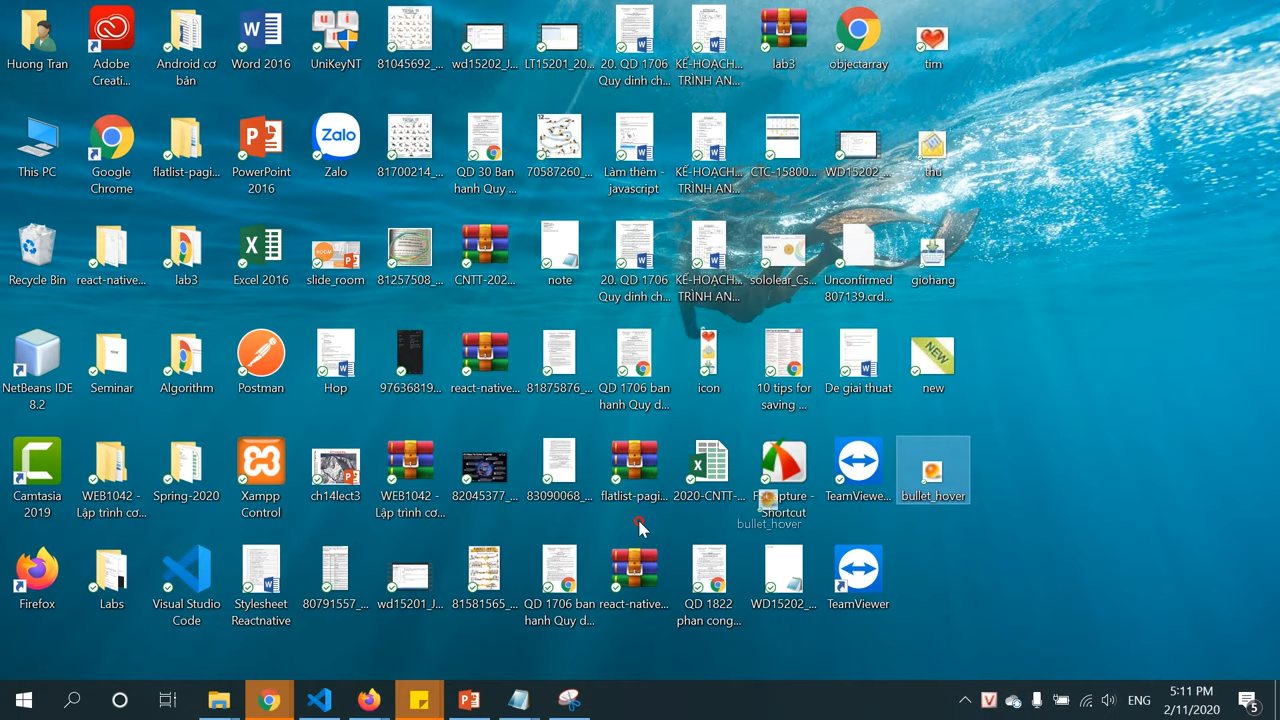 Huong Tran
Adobe
Creati...
Android cơ
bản
Word 2016
UniKeyNT
81045692_...
wd15202_J...
LT15201_20...
20. QD 1706
Quy dinh ch...
KẾ-HOẠCH...
TRÌNH AN...
lab3
objectarray
tim
This PC
Google
Chrome
flatlist-pagi...
PowerPoint
2016
Zalo
81700214_...
QD 30 Ban
hanh Quy ...
70587260_...
Làm thêm -
javascript
KẾ-HOẠCH...
TRÌNH AN...
CTC-15800...
WD15202_...
thu
Recycle Bin
react-native...
lab3
Excel 2016
slide_room
81257508_...
CNTT-202...
note
20. QD 1706
Quy dinh ch...
KẾ-HOẠCH...
TRÌNH AN...
sololear_Cs...
Unconfirmed
807139.crd...
giohang
NetBeans IDE
8.2
Seminar
Algorithm
Postman
Hop
97636819...
react-native...
81875876_...
QD 1706 ban
hanh Quy d...
icon
10 tips for
saving ...
De giai thuat
new
Camtasia
2019
WEB1042 -
Lập trình cơ...
Spring-2020
Xampp
Control
ch14lect3
WEB1042 -
Lập trình cơ...
82045377_...
83090068_...
flatlist-pagi...
2020-CNTT-...
Shortcut
TeamViewe...
bullet_hover
bullet_hover
Firefox
Labs
Visual Studio
Code
Stylesheet
Reactnative
80791557_...
wd15201_J...
81581565_...
QD 1706 ban
hanh Quy d...
react-native...
QD 1822
phan cong...
WD15202_...
TeamViewer
ENG
5:11 PM
2/11/2020
5